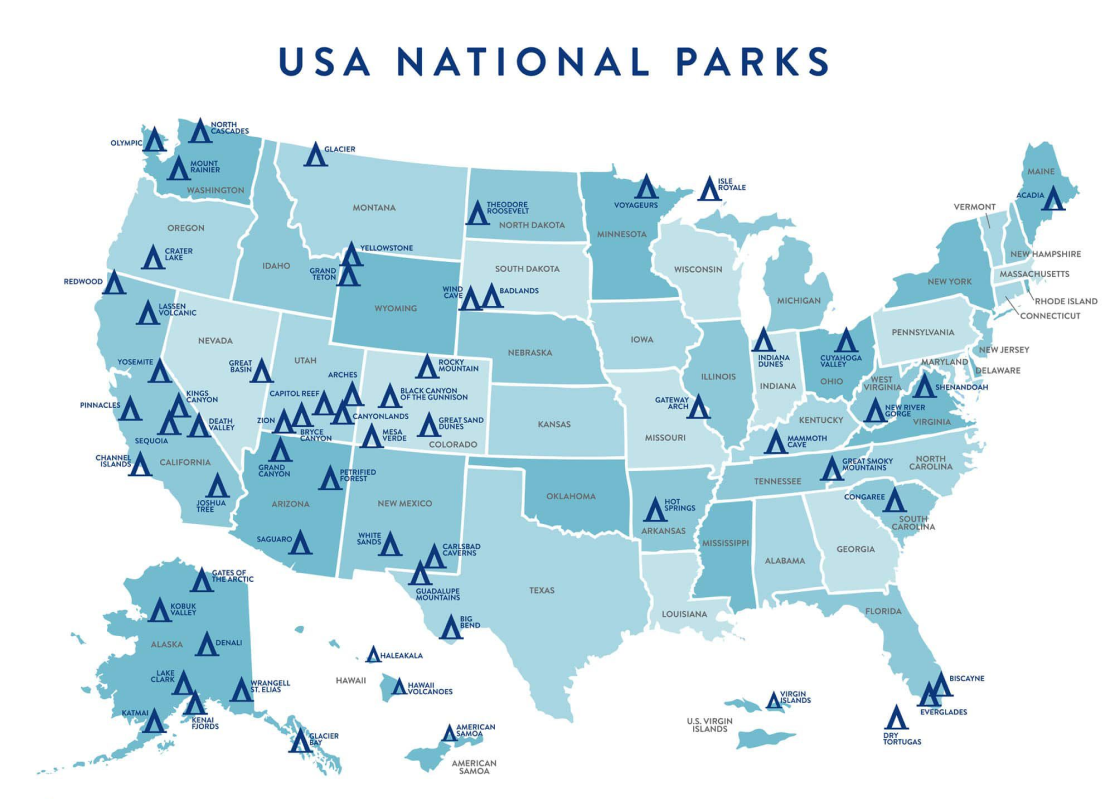 USA NATIONAL PARKS
OLYMPIC
NORTH
CASCADES
MOUNT
RAINIER
WASHINGTON
GLACIER
MONTANA
OREGON
CRATER
LAKE
IDAHO
REDWOOD
LASSEN
VOLCANIC
YELLOWSTONE
GRAND
TETON
WYOMING
THEODORE
ROOSEVELT
NORTH DAKOTA
SOUTH DAKOTA
WIND
CAVE
BADLANDS
VOYAGEURS
MINNESOTA
ISLE
ROYALE
WISCONSIN
MICHIGAN
MAINE
ACADIA
VERMONT
NEW HAMPSHIRE
MASSACHUSETTS
NEW YORK
RHODE ISLAND
CONNECTICUT
PENNSYLVANIA
NEW JERSEY
MARYLAND
DELAWARE
NEVADA
UTAH
GREAT
BASIN
YOSEMITE
KINGS
CANYON
PINNACLES
SEQUOIA
DEATH
VALLEY
CHANNEL
ISLANDS
CALIFORNIA
JOSHUA
TREE
ARCHES
CAPITOL REEF
ZION
BRYCE
CANYON
CANYONLANDS
GRAND
CANYON
PETRIFIED
FOREST
ARIZONA
SAGUARO
ROCKY
MOUNTAIN
BLACK CANYON
OF THE GUNNISON
GREAT SAND
DUNES
MESA
VERDE
COLORADO
NEW MEXICO
WHITE
SANDS
CARLSBAD
CAVERNS
GUADALUPE
MOUNTAINS
BIG
BEND
TEXAS
NEBRASKA
KANSAS
OKLAHOMA
IOWA
MISSOURI
GATEWAY
ARCH
ILLINOIS
INDIANA
DUNES
INDIANA
CUYAHOGA
VALLEY
OHIO
WEST
VIRGINIA
SHENANDOAH
NEW RIVER
GORGE
VIRGINIA
KENTUCKY
MAMMOTH
CAVE
TENNESSEE
GREAT SMOKY
MOUNTAINS
NORTH
CAROLINA
CONGAREE
SOUTH
CAROLINA
HOT
SPRINGS
ARKANSAS
MISSISSIPPI
ALABAMA
GEORGIA
LOUISIANA
FLORIDA
BISCAYNE
EVERGLADES
DRY
TORTUGAS
GATES OF
THE ARCTIC
KOBUK
VALLEY
ALASKA
DENALI
LAKE
CLARK
WRANGELL
ST. ELIAS
KATMAI
KENAI
FJORDS
GLACIER
BAY
HALEAKALA
HAWAII
HAWAII
VOLCANOES
AMERICAN
SAMOA
AMERICAN
SAMOA
VIRGIN
ISLANDS
U.S. VIRGIN
ISLANDS